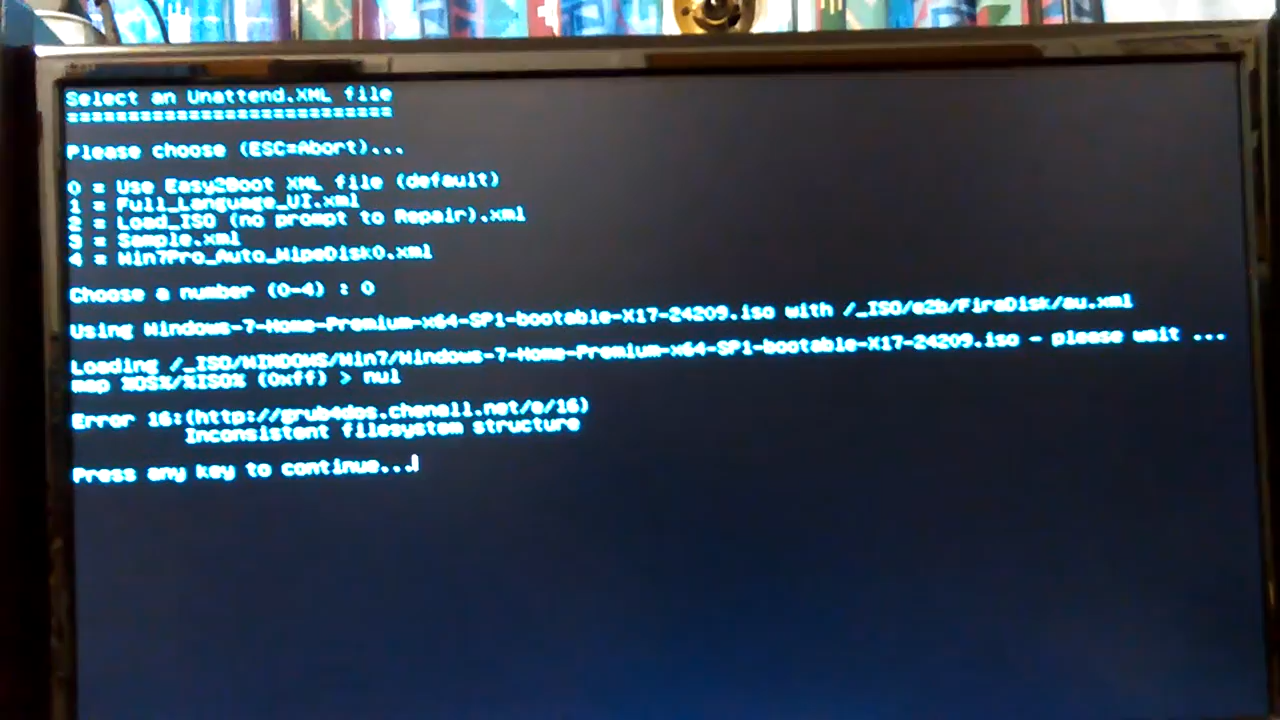 Select an Unattend.XML file
===========================
Please choose (ESC=Abort)...
0 = Use Easy2Boot XML file (default)
1 = Full_Language_UI.xml
2 = Load_ISO (no prompt to Repair).xml
3 = Sample.xml
4 = Win7Pro_Auto_WipeDisk0.xml
Choose a number (0-4) : 0
Using Windows-7-Home-Premium-x64-SP1-bootable-X17-24209.iso with /_ISO/e2b/FiraDisk/au.xml
Loading /_ISO/WINDOWS/Win7/Windows-7-Home-Premium-x64-SP1-bootable-X17-24209.iso - please wait ...
map %OS%/%ISO% (0xff) > nul
Error 16:(http://grub4dos.chenall.net/e/16)
Inconsistent filesystem structure
Press any key to continue...